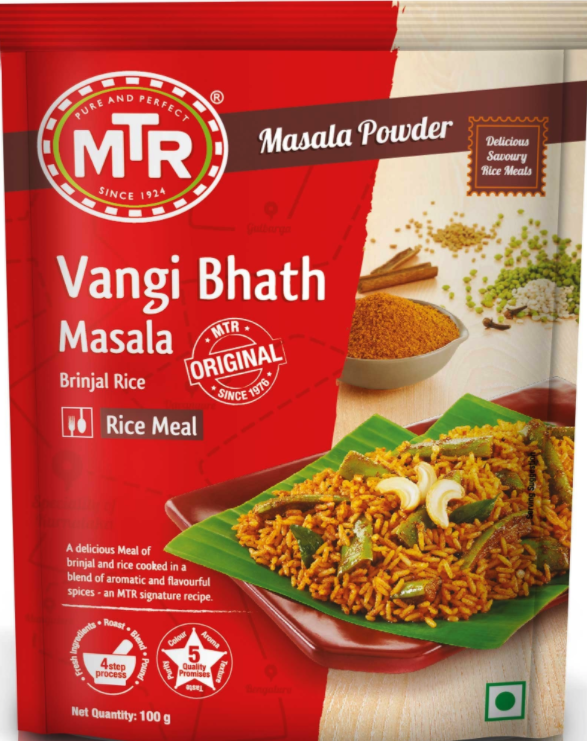 PURE AND PERFECT
MTR ®
SINCE 1924
Masala Powder
Delicious
Savoury
Rice Meals
Vangi Bhath
Masala
Brinjal Rice
MTR
ORIGINAL
SINCE 1976
Rice Meal
A delicious Meal of
brinjal and rice cooked in a
blend of aromatic and flavourful
spices - an MTR signature recipe.
Fresh Ingredients • Roast • Blend • Pound
4 step
process
Colour Aroma Texture Taste Purity
5
Quality
Promises
Net Quantity: 100 g